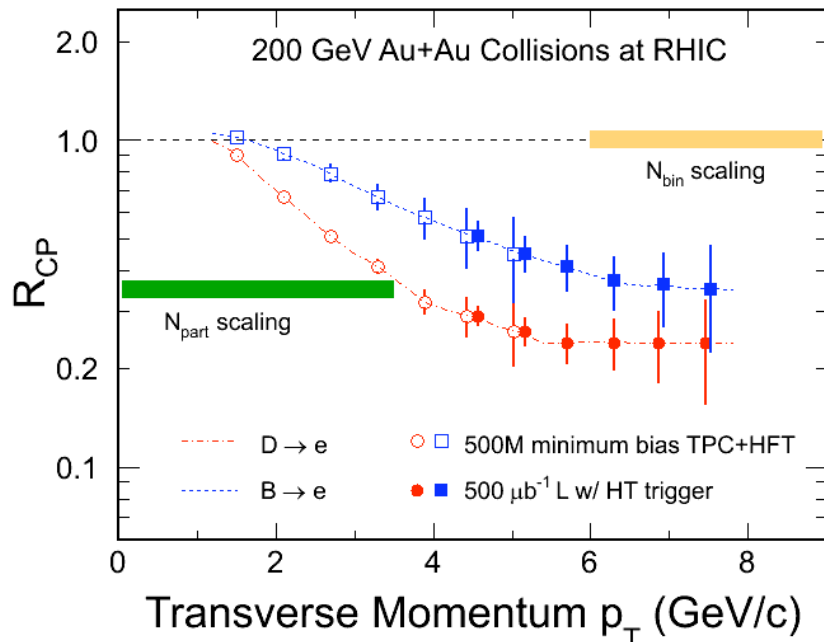 200 GeV Au+Au Collisions at RHIC
2.0
1.0
0.2
0.1
R_CP
N_bin scaling
N_part scaling
D → e
500M minimum bias TPC+HFT
B → e
500 μb⁻¹ L w/ HT trigger
0 2 4 6 8
Transverse Momentum p_T (GeV/c)